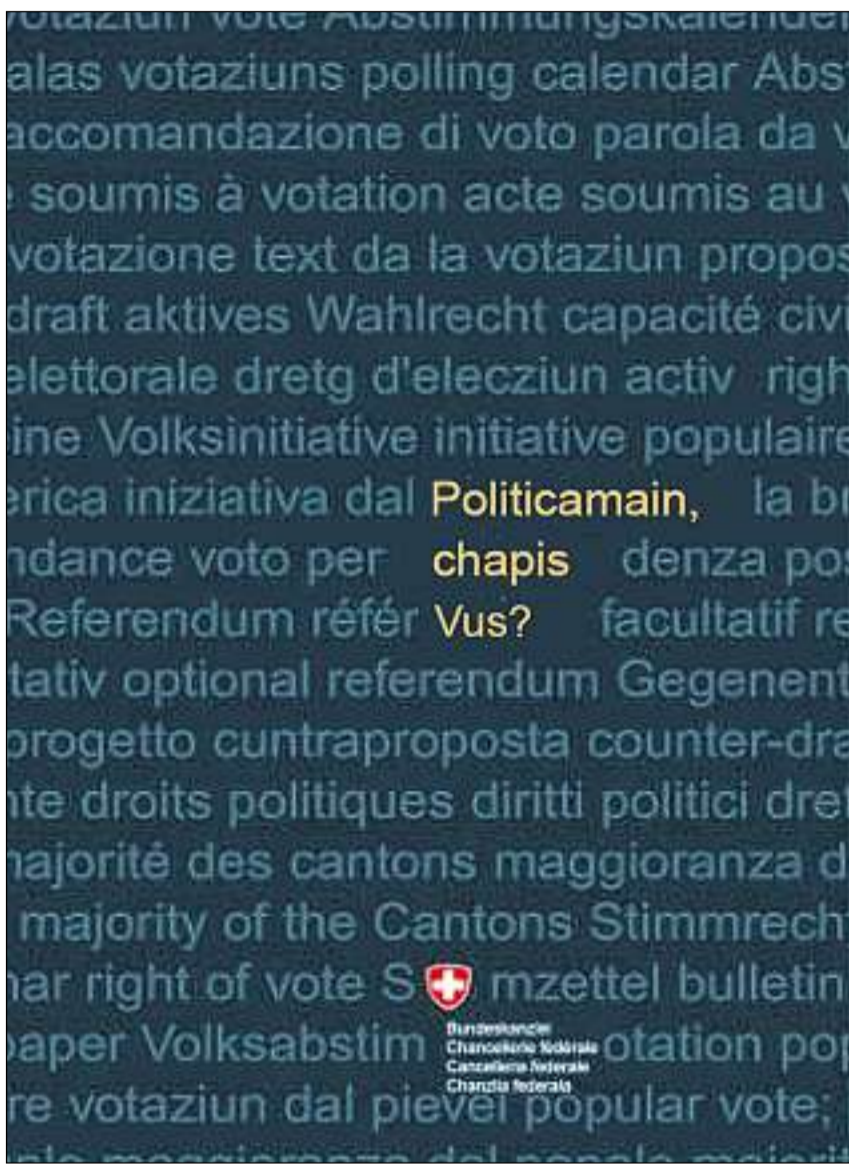 votaziun vote Abstimmungskalender
alas votaziuns polling calendar Abs
accomandazione di voto parola da v
soumis à votation acte soumis au v
votazione text da la votaziun propos
draft aktives Wahlrecht capacité civi
elettorale dretg d'elecziun activ righ
ine Volksinitiative initiative populaire
erica iniziativa dal Politicamain, la br
ndance voto per chapis denza pos
Referendum référ Vus? facultatif re
tativ optional referendum Gegenent
progetto cuntraproposta counter-dra
nte droits politiques diritti politici dret
najorité des cantons maggioranza d
majority of the Cantons Stimmrech
nar right of vote S mzettel bulletin
paper Volksabstim otation pop
Bundeskanzlei
Chancellerie fédérale
Cancelleria federale
Chanzlia federala
re votaziun dal pievel popular vote;